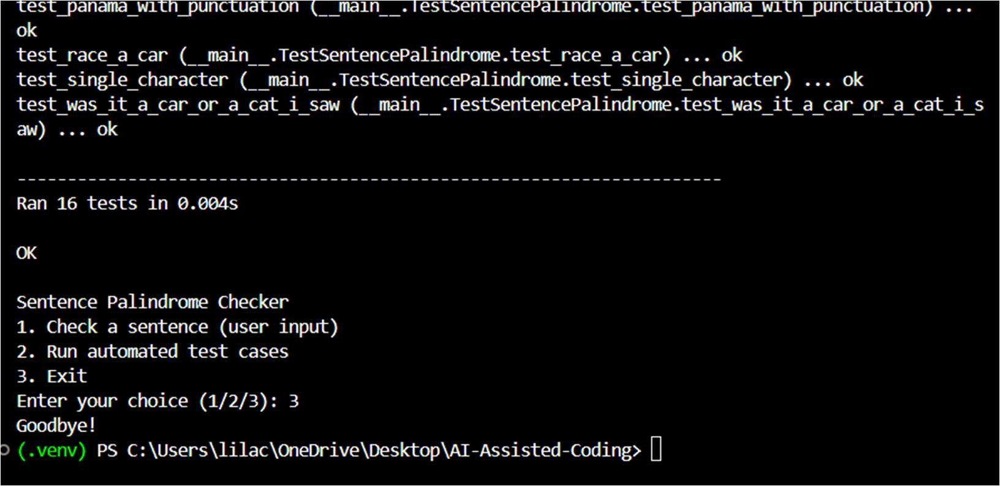 test_panama_with_punctuation (__main__.TestSentencePalindrome.test_panama_with_punctuation) ...
ok
test_race_a_car (__main__.TestSentencePalindrome.test_race_a_car) ... ok
test_single_character (__main__.TestSentencePalindrome.test_single_character) ... ok
test_was_it_a_car_or_a_cat_i_saw (__main__.TestSentencePalindrome.test_was_it_a_car_or_a_cat_i_s
aw) ... ok
----------------------------------------------------------------------
Ran 16 tests in 0.004s
OK
Sentence Palindrome Checker
1. Check a sentence (user input)
2. Run automated test cases
3. Exit
Enter your choice (1/2/3): 3
Goodbye!
(.venv) PS C:\Users\lilac\OneDrive\Desktop\AI-Assisted-Coding>